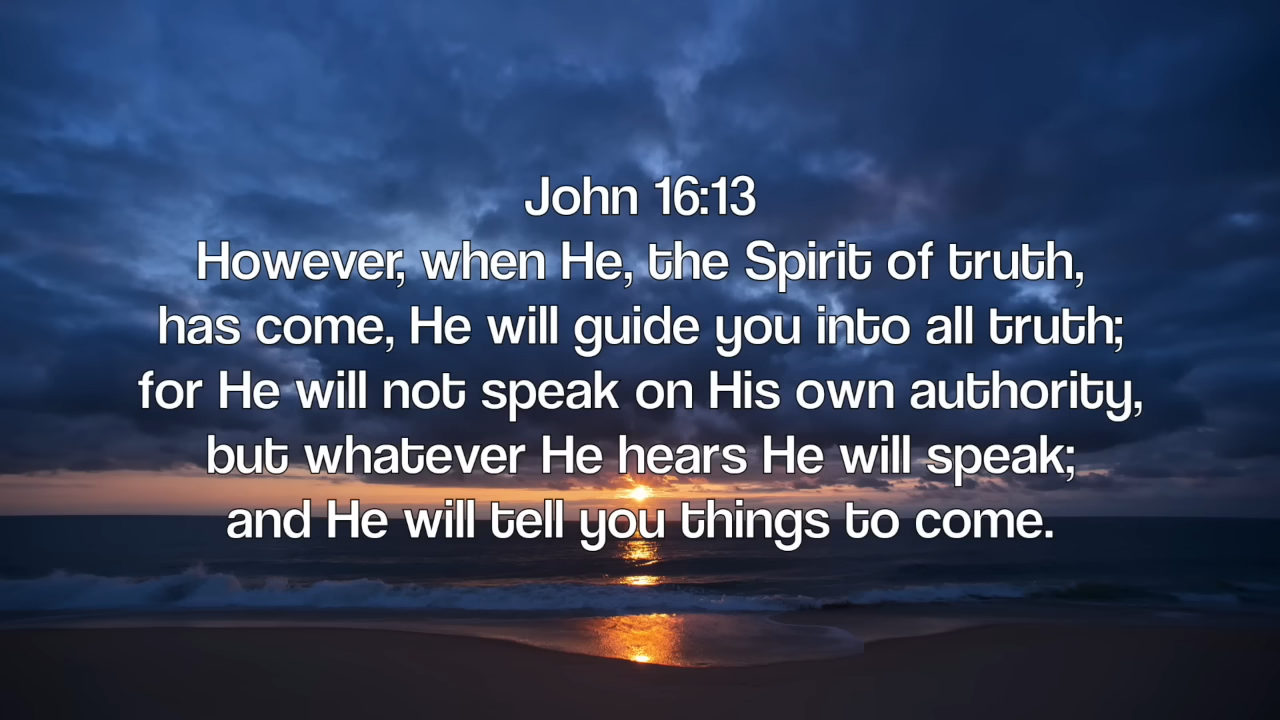 John 16:13
However, when He, the Spirit of truth,
has come, He will guide you into all truth;
for He will not speak on His own authority,
but whatever He hears He will speak;
and He will tell you things to come.